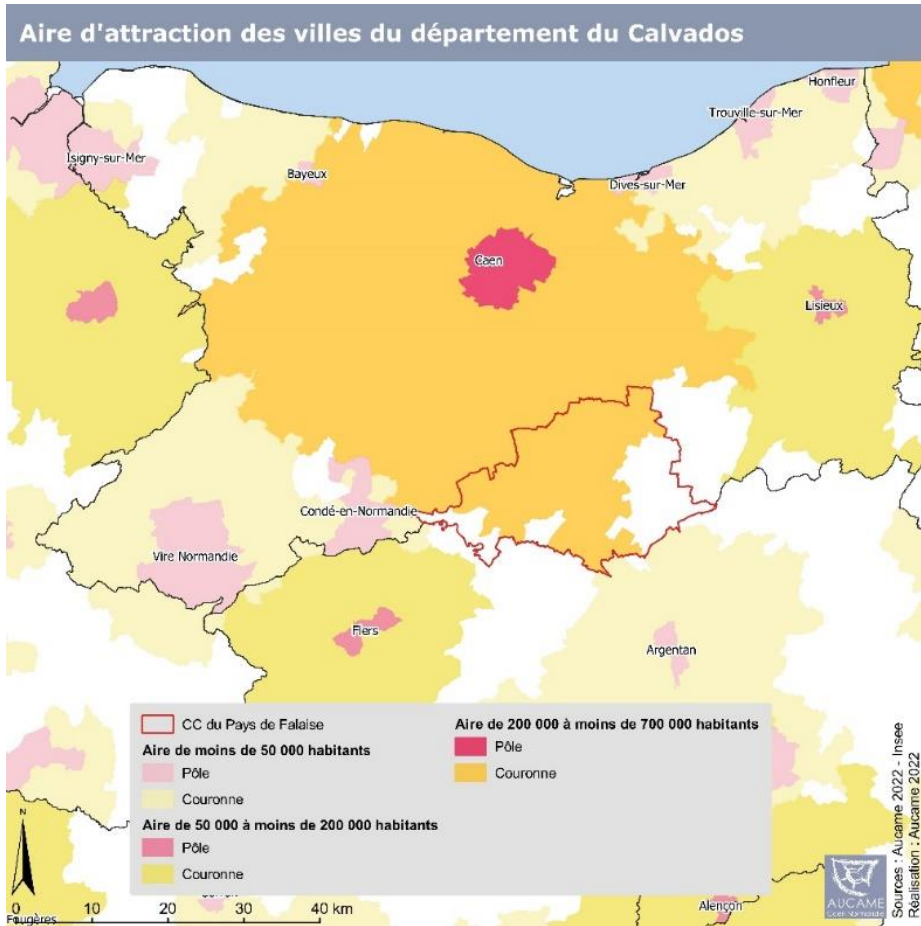 Aire d'attraction des villes du département du Calvados
Honfleur
Trouville-sur-Mer
Isigny-sur-Mer
Bayeux
Dives-sur-Mer
Caen
Lisieux
Condé-en-Normandie
Vire Normandie
Flers
Argentan
CC du Pays de Falaise
Aire de moins de 50 000 habitants
Pôle
Couronne
Aire de 50 000 à moins de 200 000 habitants
Pôle
Couronne
Aire de 200 000 à moins de 700 000 habitants
Pôle
Couronne
N
0 10 20 40 km
Fougères
Alençon
AUCAME
Caen Normandie
Sources : Aucame 2022 - Insee
Réalisation : Aucame 2022